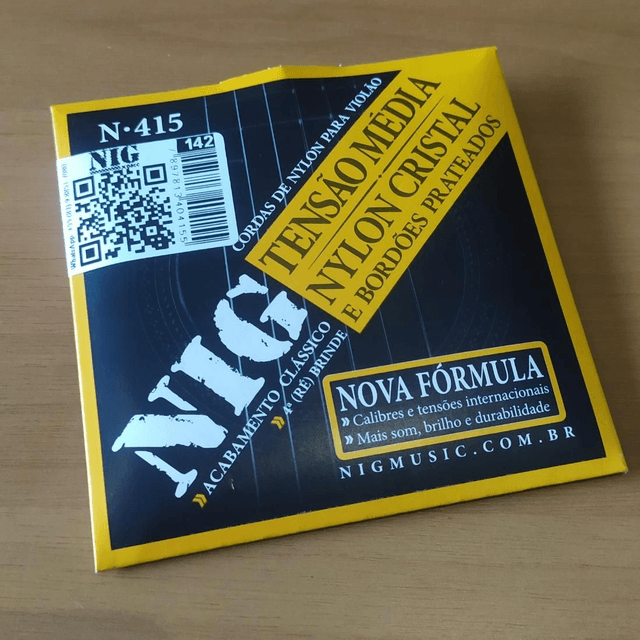 N•415
NIG
142
7897813404155
CORDAS DE NYLON PARA VIOLÃO
TENSÃO MÉDIA
NYLON CRISTAL
E BORDÕES PRATEADOS
NIG
» ACABAMENTO CLÁSSICO
» 4ª (RÉ) BRINDE
NOVA FÓRMULA
» Calibres e tensões internacionais
» Mais som, brilho e durabilidade
NIGMUSIC.COM.BR